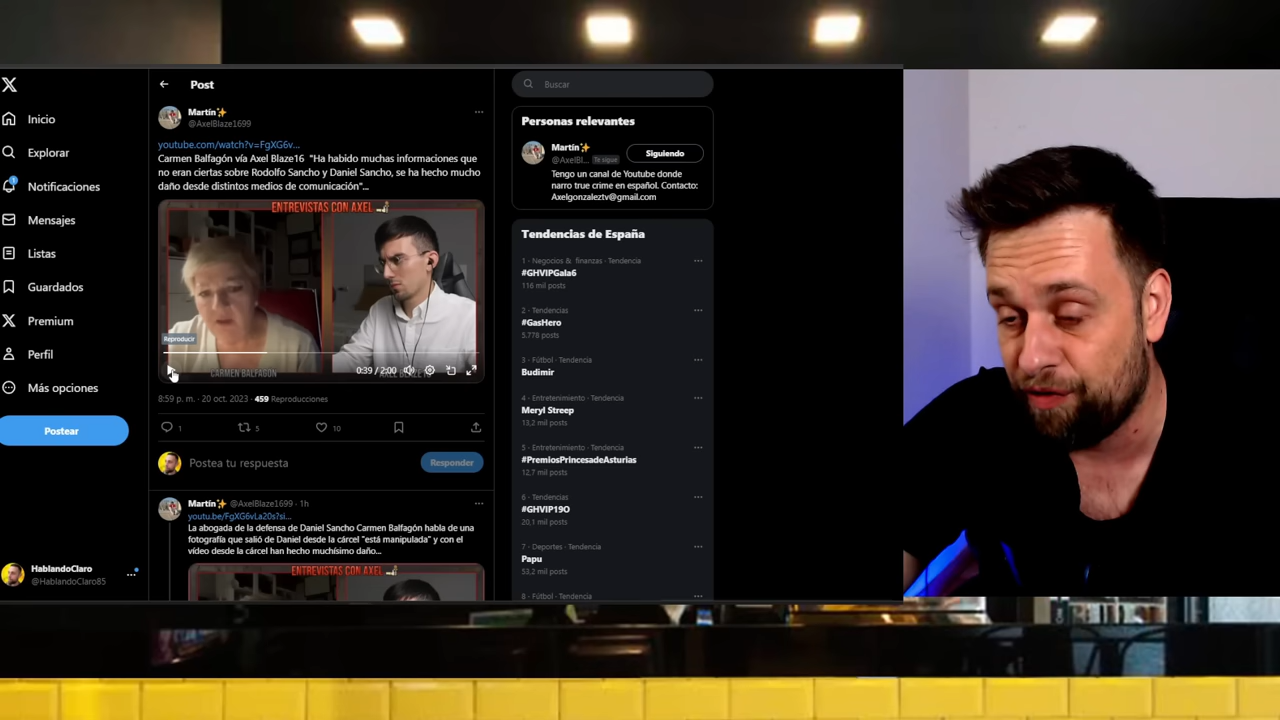 Inicio
Explorar
Notificaciones
Mensajes
Listas
Guardados
Premium
Perfil
Más opciones
Postear
HablandoClaro
@HablandoClaro85
Post
Martín
@AxelBlaze1699
youtube.com/watch?v=FgXG6v...
Carmen Balfagón vía Axel Blaze16 "Ha habido muchas informaciones que
no eran ciertas sobre Rodolfo Sancho y Daniel Sancho, se ha hecho mucho
daño desde distintos medios de comunicación"...
ENTREVISTAS CON AXEL
Reproducir
0:39 / 2:00
CARMEN BALFAGÓN
8:59 p. m. · 20 oct. 2023 · 459 Reproducciones
1 5 10
Postea tu respuesta
Responder
Martín @AxelBlaze1699 · 1h
youtu.be/FgXG6vLa20s?si...
La abogada de la defensa de Daniel Sancho Carmen Balfagón habla de una
fotografía que salió de Daniel desde la cárcel "está manipulada" y con el
vídeo desde la cárcel han hecho muchísimo daño...
ENTREVISTAS CON AXEL
Buscar
Personas relevantes
Martín
@AxelBl... Te sigue
Siguiendo
Tengo un canal de Youtube donde
narro true crime en español. Contacto:
Axelgonzaleztv@gmail.com
Tendencias de España
1 · Negocios & finanzas · Tendencia
#GHVIPGala6
116 mil posts
2 · Tendencias
#GasHero
5.778 posts
3 · Fútbol · Tendencia
Budimir
4 · Entretenimiento · Tendencia
Meryl Streep
13,2 mil posts
5 · Entretenimiento · Tendencia
#PremiosPrincesadeAsturias
12,7 mil posts
6 · Tendencias
#GHVIP19O
20,1 mil posts
7 · Deportes · Tendencia
Papu
53,2 mil posts
8 · Fútbol · Tendencia